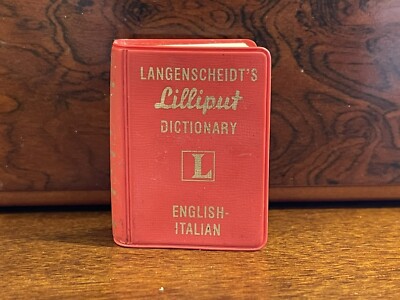 LANGENSCHEIDT'S
Lilliput
DICTIONARY
L
ENGLISH-
ITALIAN